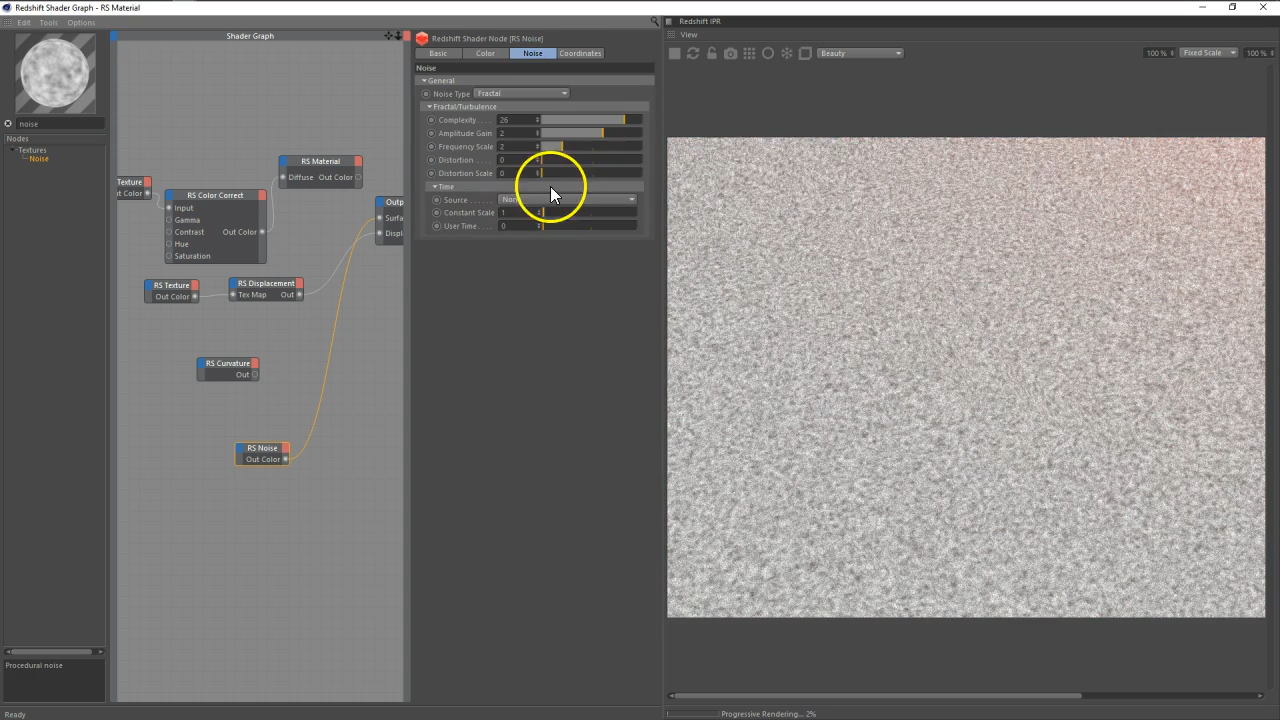 Redshift Shader Graph - RS Material
Edit Tools Options
noise
Nodes
Textures
Noise
Procedural noise
Ready
Shader Graph
RS Material
Diffuse Out Color
Texture
Out Color
RS Color Correct
Input
Gamma
Contrast Out Color
Hue
Saturation
Outp
Surfa
Displ
RS Texture
Out Color
RS Displacement
Tex Map Out
RS Curvature
Out
RS Noise
Out Color
Redshift Shader Node [RS Noise]
Basic Color Noise Coordinates
Noise
General
Noise Type Fractal
Fractal/Turbulence
Complexity.... 26
Amplitude Gain 2
Frequency Scale 2
Distortion.... 0
Distortion Scale 0
Time
Source...... Non
Constant Scale 1
User Time.... 0
Redshift IPR
View
Beauty
100 % Fixed Scale 100 %
Progressive Rendering... 2%